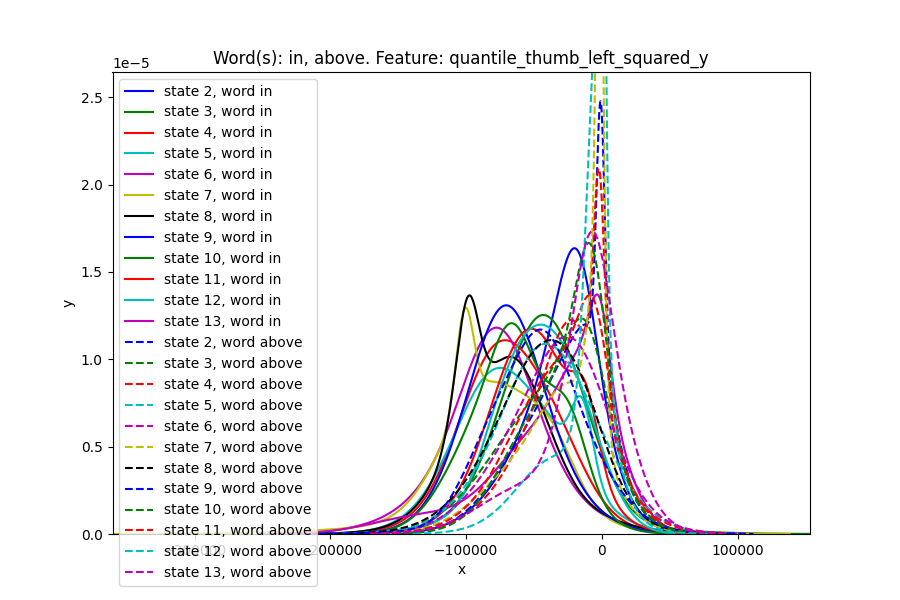 Word(s): in, above. Feature: quantile_thumb_left_squared_y
1e−5
2.5
2.0
1.5
1.0
0.5
0.0
y
state 2, word in
state 3, word in
state 4, word in
state 5, word in
state 6, word in
state 7, word in
state 8, word in
state 9, word in
state 10, word in
state 11, word in
state 12, word in
state 13, word in
state 2, word above
state 3, word above
state 4, word above
state 5, word above
state 6, word above
state 7, word above
state 8, word above
state 9, word above
state 10, word above
state 11, word above
state 12, word above
state 13, word above
−100000
0
100000
x